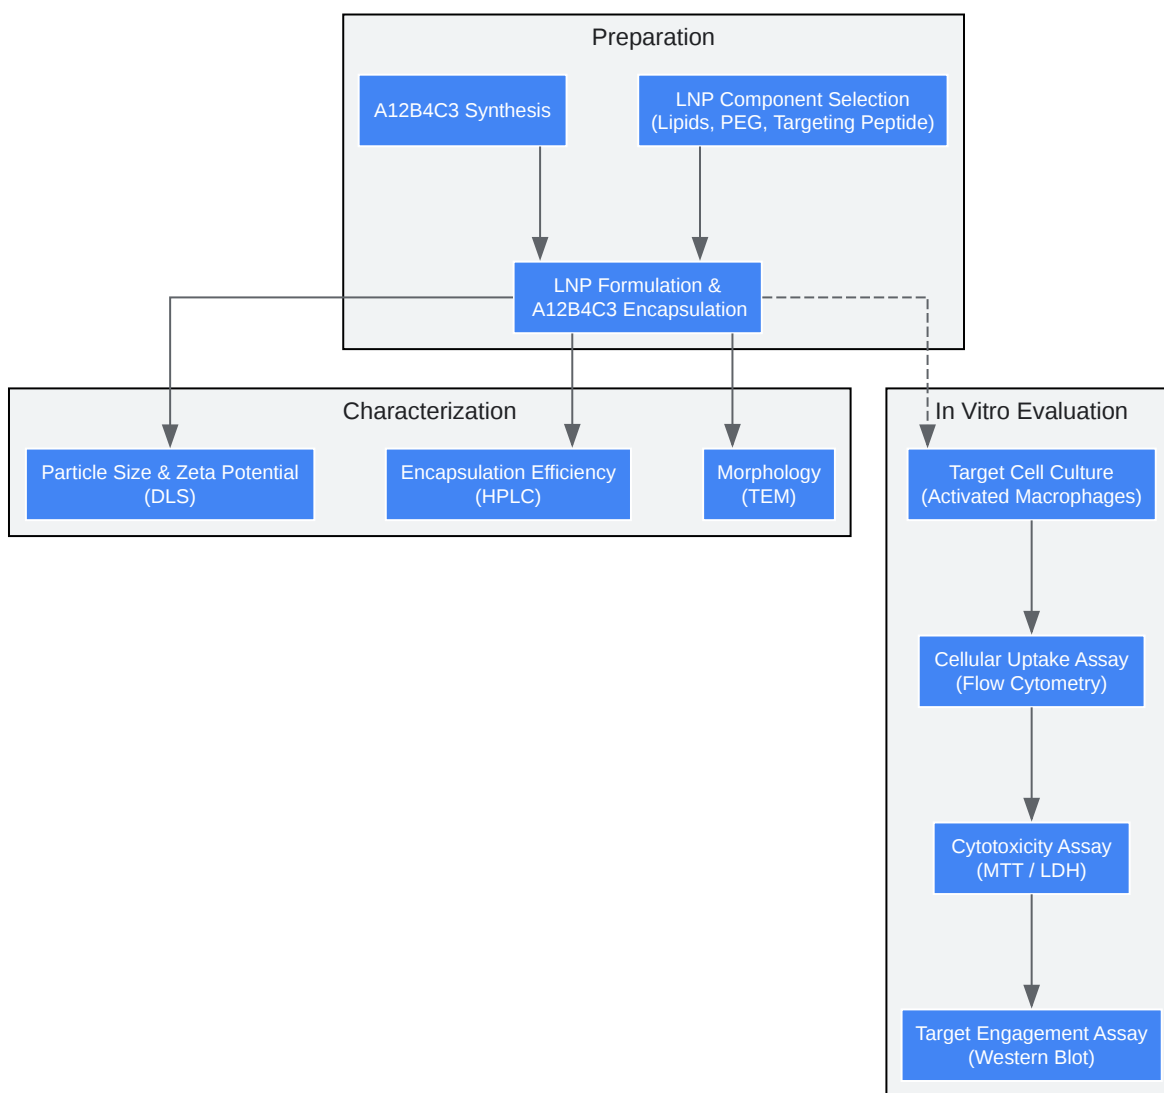 Preparation
A12B4C3 Synthesis
LNP Component Selection
(Lipids, PEG, Targeting Peptide)
LNP Formulation &
A12B4C3 Encapsulation
Characterization
Particle Size & Zeta Potential
(DLS)
Encapsulation Efficiency
(HPLC)
Morphology
(TEM)
In Vitro Evaluation
Target Cell Culture
(Activated Macrophages)
Cellular Uptake Assay
(Flow Cytometry)
Cytotoxicity Assay
(MTT / LDH)
Target Engagement Assay
(Western Blot)